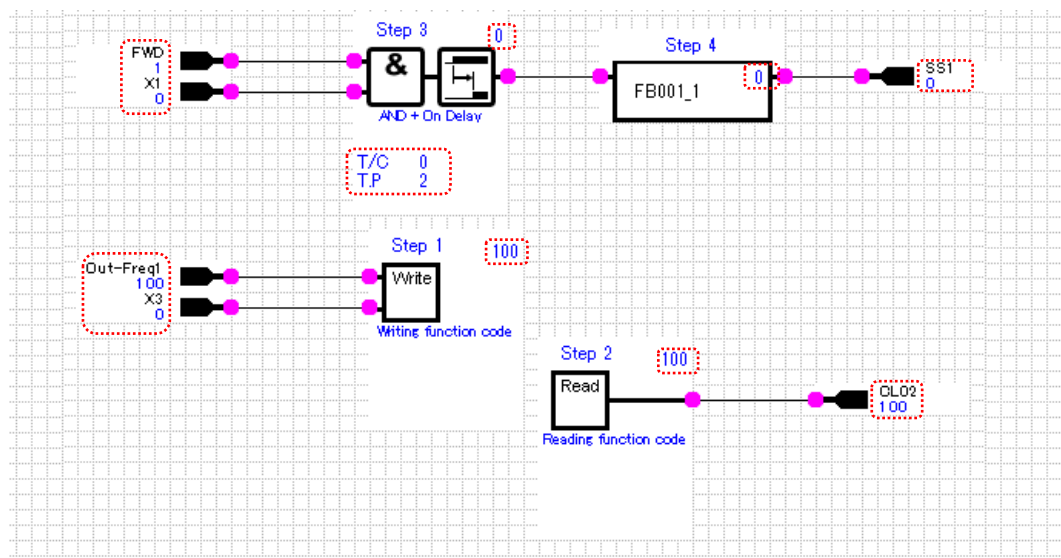 Step 3
0
FWD
1
X1
0
&
AND + On Delay
T/C 0
T.P 2
Step 4
0
FB001_1
SS1
0
Step 1
100
Out-Freq1
100
X3
0
Write
Writing function code
Step 2
100
Read
Reading function code
CLO2
100